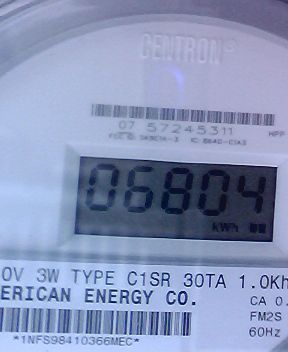 CENTRON®
07 57245311
HPP
06804
kWh
0V 3W TYPE C1SR 30TA 1.0Kh
ERICAN ENERGY CO.
CA 0.
FM2S
60Hz
*1NFS98410366MEC*